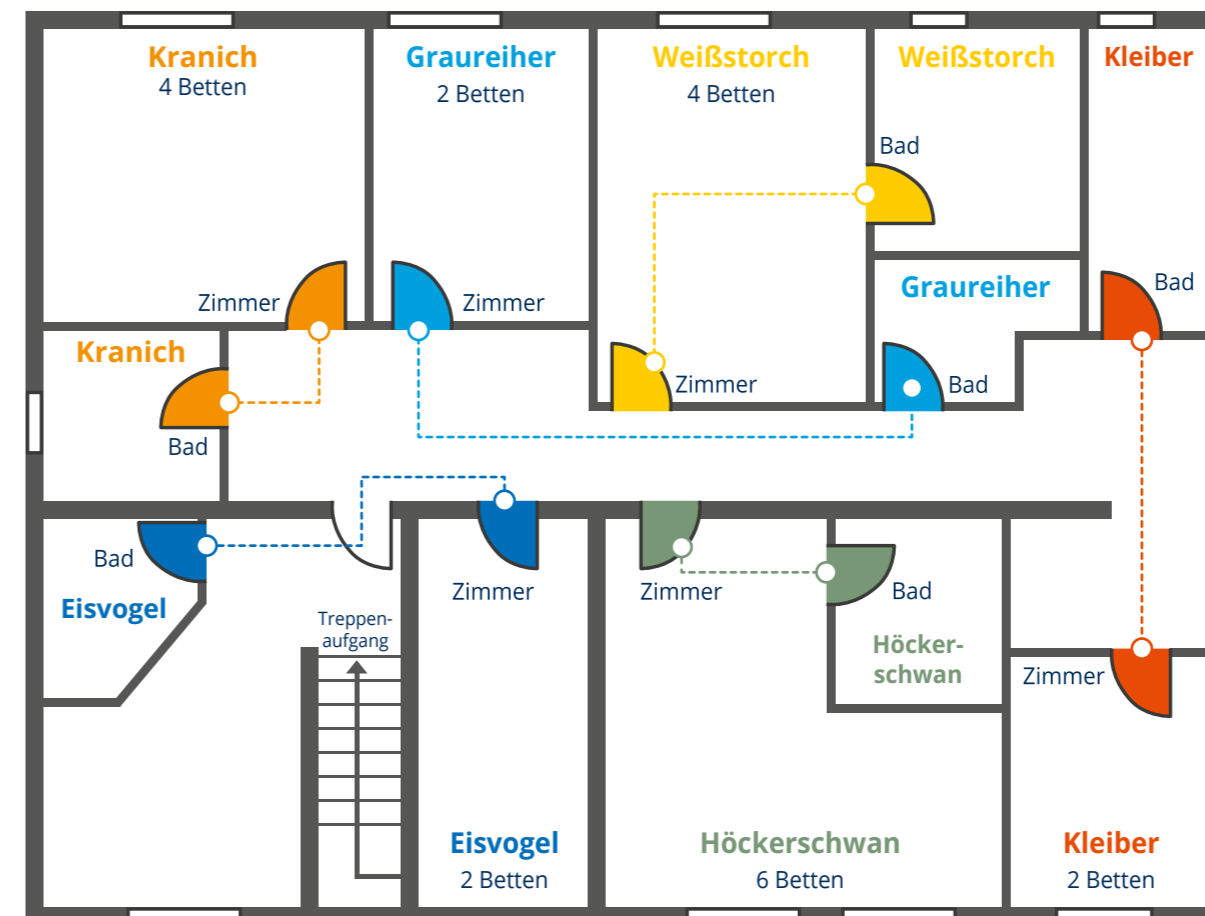 Kranich
4 Betten
Graureiher
2 Betten
Weißstorch
4 Betten
Weißstorch
Kleiber
Bad
Zimmer
Zimmer
Graureiher
Bad
Kranich
Zimmer
Bad
Bad
Bad
Eisvogel
Zimmer
Zimmer
Bad
Treppen-
aufgang
Höcker-
schwan
Zimmer
Eisvogel
2 Betten
Höckerschwan
6 Betten
Kleiber
2 Betten